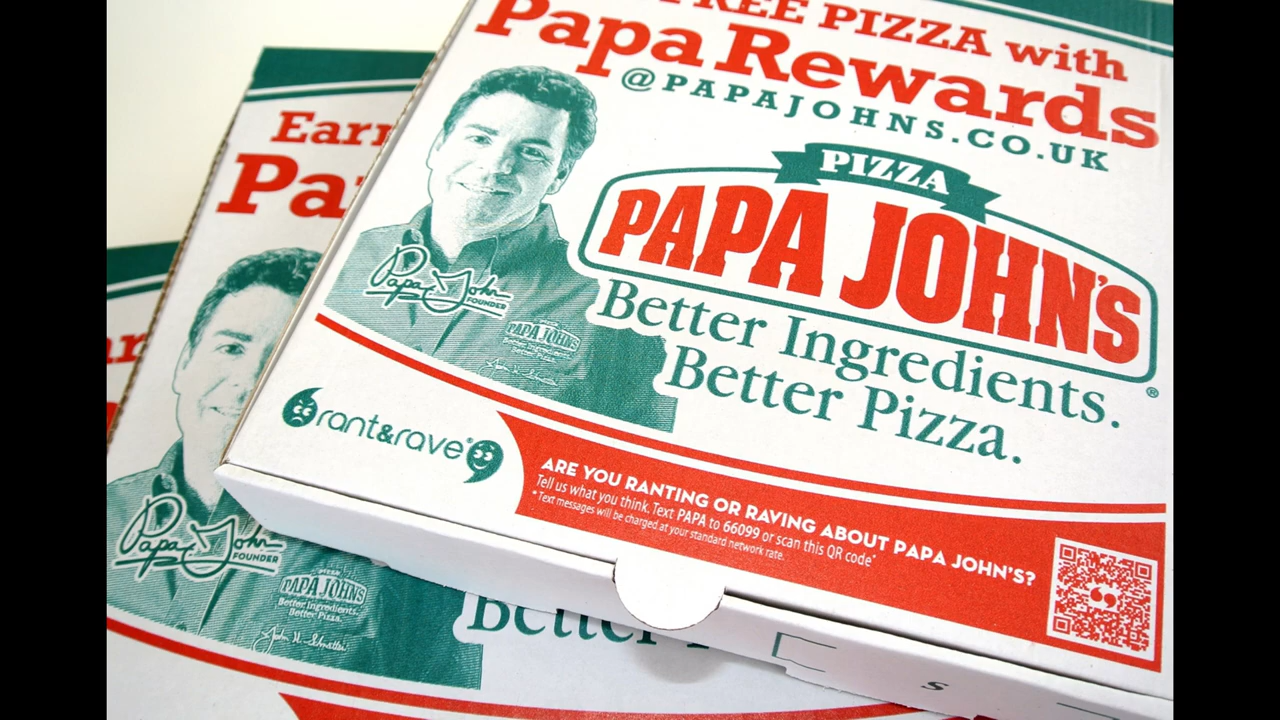 FREE PIZZA with
Papa Rewards
@PAPAJOHNS.CO.UK
PIZZA
PAPA JOHN'S
®
Better Ingredients.
Better Pizza.
Papa John
FOUNDER
PAPA JOHN'S
Better Ingredients.
Better Pizza.
rant&rave®
ARE YOU RANTING OR RAVING ABOUT PAPA JOHN'S?
Tell us what you think. Text PAPA to 66099 or scan this QR code*
*Text messages will be charged at your standard network rate.
S
Earn
Pa
Papa John
FOUNDER
PIZZA
PAPA JOHN'S
Better Ingredients.
Better Pizza.
Better